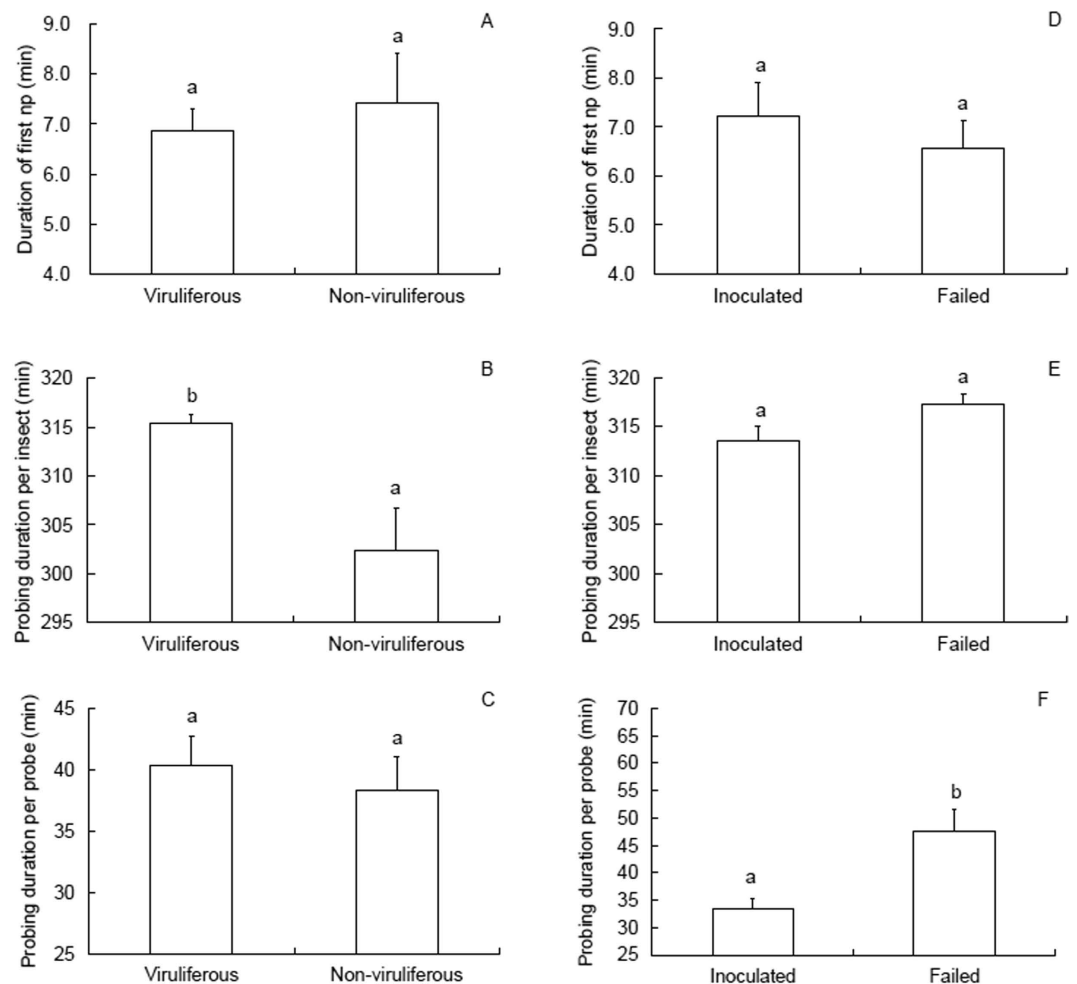 A
Duration of first np (min)
9.0
8.0
7.0
6.0
5.0
4.0
a
a
Viruliferous
Non-viruliferous
D
Duration of first np (min)
9.0
8.0
7.0
6.0
5.0
4.0
a
a
Inoculated
Failed
B
Probing duration per insect (min)
320
315
310
305
300
295
b
a
Viruliferous
Non-viruliferous
E
Probing duration per insect (min)
320
315
310
305
300
295
a
a
Inoculated
Failed
C
Probing duration per probe (min)
45
40
35
30
25
a
a
Viruliferous
Non-viruliferous
F
Probing duration per probe (min)
70
65
60
55
50
45
40
35
30
25
a
b
Inoculated
Failed